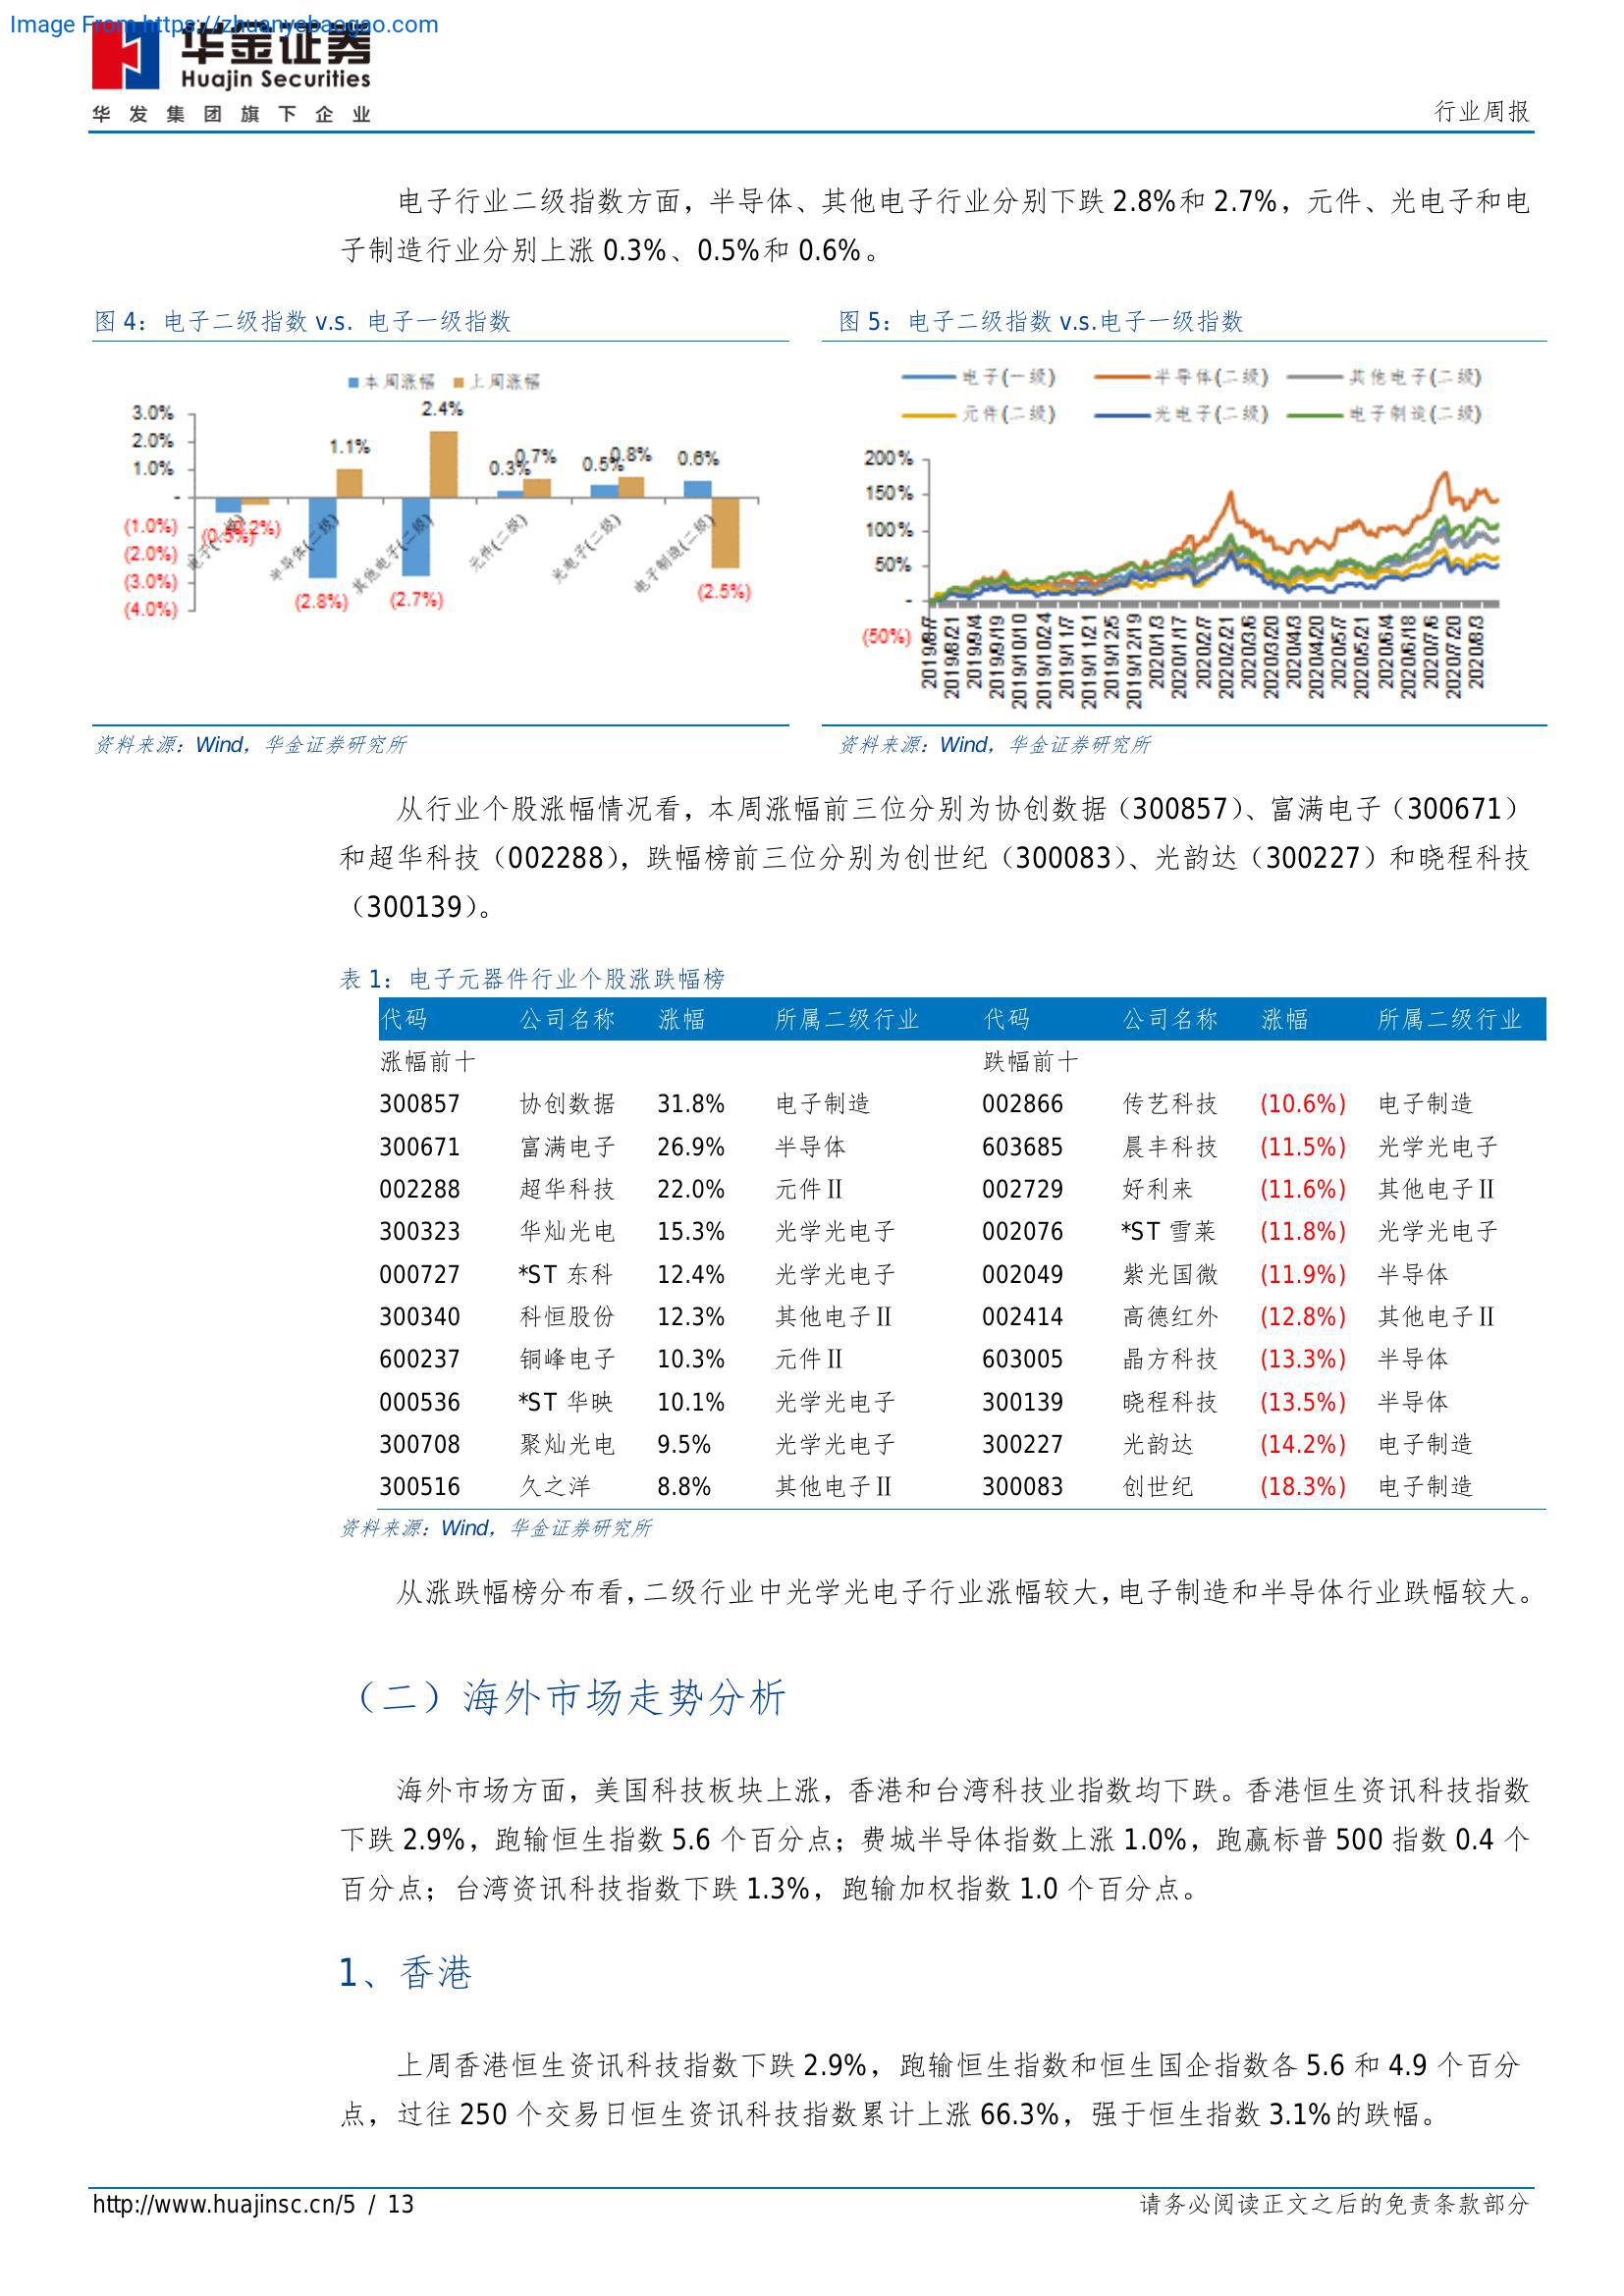 Image From https://zhuanyebaogao.com
华金证券
Huajin Securities
华发集团旗下企业
行业周报
电子行业二级指数方面，半导体、其他电子行业分别下跌 2.8%和 2.7%，元件、光电子和电
子制造行业分别上涨 0.3%、0.5%和 0.6%。
图 4：电子二级指数 v.s. 电子一级指数
本周涨幅 上周涨幅
3.0%
2.0%
1.0%
-
(1.0%)
(2.0%)
(3.0%)
(4.0%)
(0.5%) (0.2%)
(2.8%) 1.1%
(2.7%) 2.4%
0.3% 0.7%
0.5% 0.8%
0.6% (2.5%)
电子(一级)
半导体(二级)
其他电子(二级)
元件(二级)
光电子(二级)
电子制造(二级)
资料来源：Wind，华金证券研究所
图 5：电子二级指数 v.s.电子一级指数
电子(一级) 半导体(二级) 其他电子(二级)
元件(二级) 光电子(二级) 电子制造(二级)
200%
150%
100%
50%
-
(50%)
2019/8/7
2019/8/21
2019/9/4
2019/9/19
2019/10/10
2019/10/24
2019/11/7
2019/11/21
2019/12/5
2019/12/19
2020/1/3
2020/1/17
2020/2/7
2020/2/21
2020/3/6
2020/3/20
2020/4/3
2020/4/20
2020/5/7
2020/5/21
2020/6/4
2020/6/18
2020/7/6
2020/7/20
2020/8/3
资料来源：Wind，华金证券研究所
从行业个股涨幅情况看，本周涨幅前三位分别为协创数据（300857）、富满电子（300671）
和超华科技（002288），跌幅榜前三位分别为创世纪（300083）、光韵达（300227）和晓程科技
（300139）。
表 1：电子元器件行业个股涨跌幅榜
代码 公司名称 涨幅 所属二级行业 代码 公司名称 涨幅 所属二级行业
涨幅前十 跌幅前十
300857 协创数据 31.8% 电子制造 002866 传艺科技 (10.6%) 电子制造
300671 富满电子 26.9% 半导体 603685 晨丰科技 (11.5%) 光学光电子
002288 超华科技 22.0% 元件Ⅱ 002729 好利来 (11.6%) 其他电子Ⅱ
300323 华灿光电 15.3% 光学光电子 002076 *ST 雪莱 (11.8%) 光学光电子
000727 *ST 东科 12.4% 光学光电子 002049 紫光国微 (11.9%) 半导体
300340 科恒股份 12.3% 其他电子Ⅱ 002414 高德红外 (12.8%) 其他电子Ⅱ
600237 铜峰电子 10.3% 元件Ⅱ 603005 晶方科技 (13.3%) 半导体
000536 *ST 华映 10.1% 光学光电子 300139 晓程科技 (13.5%) 半导体
300708 聚灿光电 9.5% 光学光电子 300227 光韵达 (14.2%) 电子制造
300516 久之洋 8.8% 其他电子Ⅱ 300083 创世纪 (18.3%) 电子制造
资料来源：Wind，华金证券研究所
从涨跌幅榜分布看，二级行业中光学光电子行业涨幅较大，电子制造和半导体行业跌幅较大。
（二）海外市场走势分析
海外市场方面，美国科技板块上涨，香港和台湾科技业指数均下跌。香港恒生资讯科技指数
下跌 2.9%，跑输恒生指数 5.6 个百分点；费城半导体指数上涨 1.0%，跑赢标普 500 指数 0.4 个
百分点；台湾资讯科技指数下跌 1.3%，跑输加权指数 1.0 个百分点。
1、香港
上周香港恒生资讯科技指数下跌 2.9%，跑输恒生指数和恒生国企指数各 5.6 和 4.9 个百分
点，过往 250 个交易日恒生资讯科技指数累计上涨 66.3%，强于恒生指数 3.1%的跌幅。
http://www.huajinsc.cn/5 / 13
请务必阅读正文之后的免责条款部分